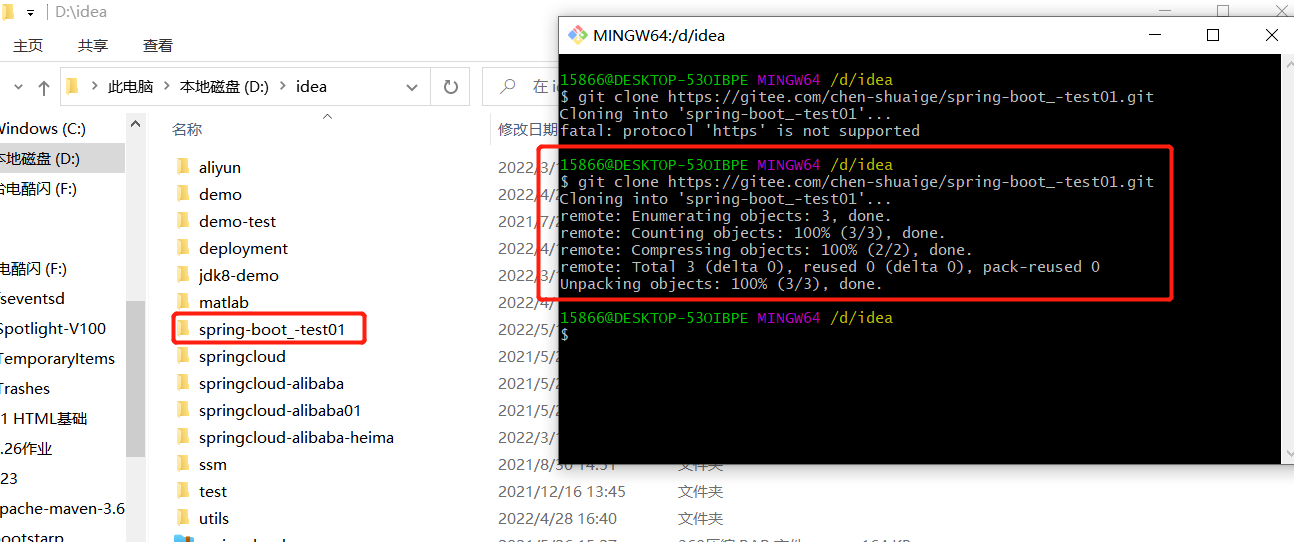 D:\idea
主页 共享 查看
此电脑 本地磁盘 (D:) idea
在
Windows (C:)
本地磁盘 (D:)
电酷闪 (F:)
电酷闪 (F:)
Spotlight-V100
TemporaryItems
Trashes
1 HTML基础
.26作业
23
名称 修改日期
aliyun 2022/3/
demo 2022/4/2
demo-test 2021/7/2
deployment 2022/4/
jdk8-demo 2022/3/
matlab 2022/4/
spring-boot_-test01 2022/5/
springcloud 2021/5/2
springcloud-alibaba 2021/5/2
springcloud-alibaba01 2021/5/2
springcloud-alibaba-heima 2022/3/
ssm 2021/8/30 14:51 文件夹
test 2021/12/16 13:45 文件夹
utils 2022/4/28 16:40 文件夹
MINGW64:/d/idea
15866@DESKTOP-53OIBPE MINGW64 /d/idea
$ git clone https://gitee.com/chen-shuaige/spring-boot_-test01.git
Cloning into 'spring-boot_-test01'...
fatal: protocol 'https' is not supported
15866@DESKTOP-53OIBPE MINGW64 /d/idea
$ git clone https://gitee.com/chen-shuaige/spring-boot_-test01.git
Cloning into 'spring-boot_-test01'...
remote: Enumerating objects: 3, done.
remote: Counting objects: 100% (3/3), done.
remote: Compressing objects: 100% (2/2), done.
remote: Total 3 (delta 0), reused 0 (delta 0), pack-reused 0
Unpacking objects: 100% (3/3), done.
15866@DESKTOP-53OIBPE MINGW64 /d/idea
$